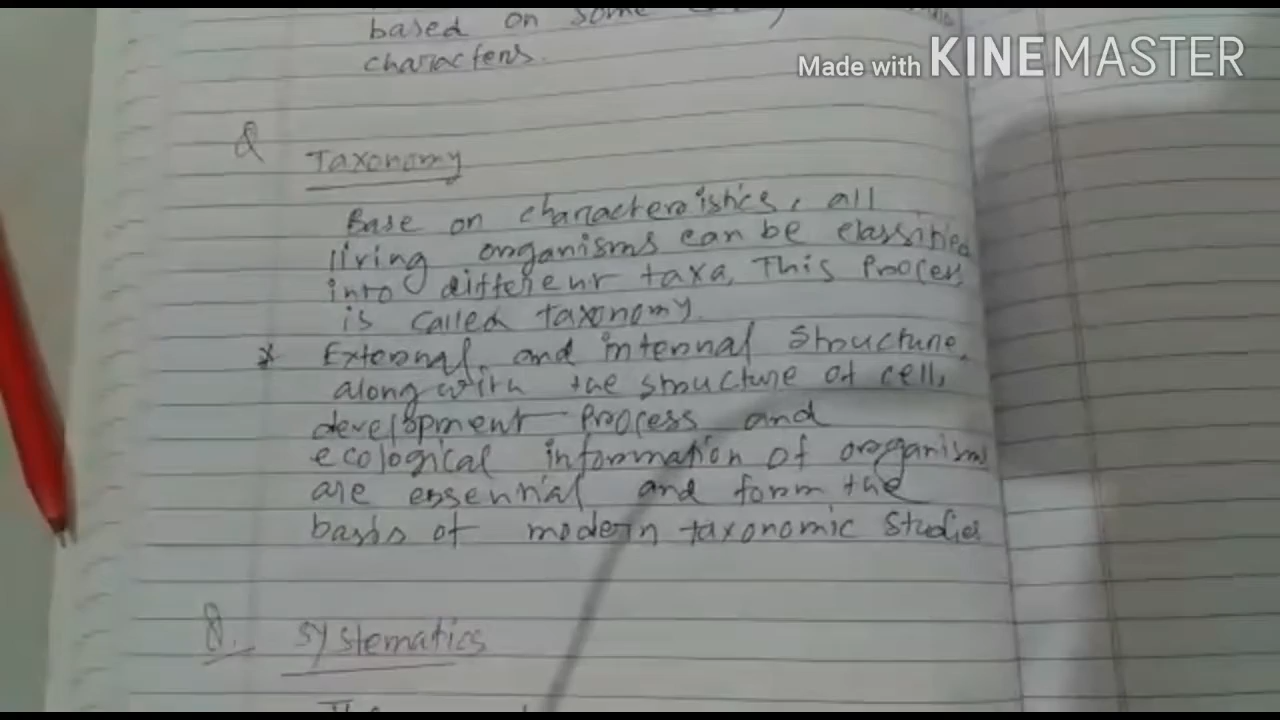 based on some
characters.
Made with KINEMASTER
Q Taxonomy
Base on characteristics, all
living organisms can be classified
into different taxa. This Process
is called taxonomy.
* External, and internal structure,
along with the structure of cell,
development Process and
ecological information of organisms
are essential and form the
basis of modern taxonomic Studies
Q. Systematics